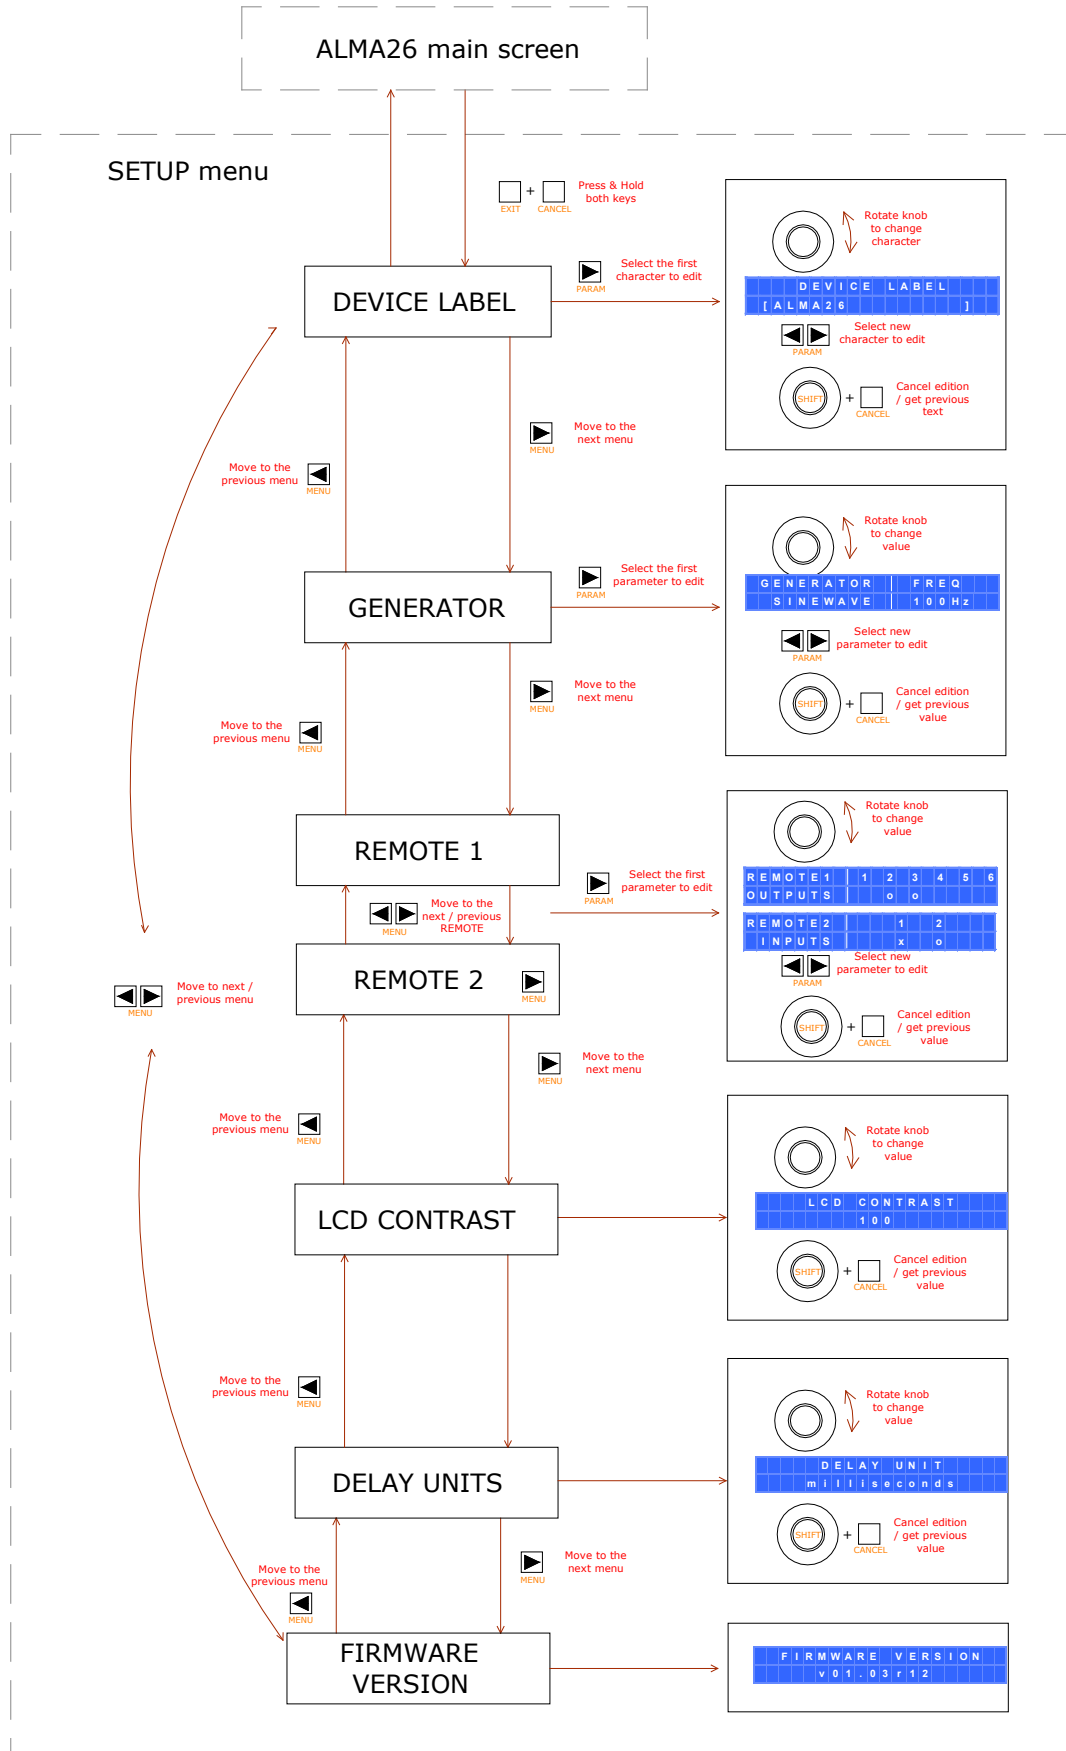 ALMA26 main screen
SETUP menu
EXIT
+
CANCEL
Press & Hold
both keys
DEVICE LABEL
PARAM
Select the first
character to edit
Rotate knob
to change
character
DEVICE LABEL
[ALMA26 ]
PARAM
Select new
character to edit
SHIFT
+
CANCEL
Cancel edition
/ get previous
text
MENU
Move to the
next menu
Move to the
previous menu
MENU
GENERATOR
PARAM
Select the first
parameter to edit
Rotate knob
to change
value
GENERATOR FREQ
SINEWAVE 100Hz
PARAM
Select new
parameter to edit
SHIFT
+
CANCEL
Cancel edition
/ get previous
value
MENU
Move to the
next menu
Move to the
previous menu
MENU
REMOTE 1
MENU
Move to the
next / previous
REMOTE
PARAM
Select the first
parameter to edit
Rotate knob
to change
value
REMOTE1 1 2 3 4 5 6
OUTPUTS o o
REMOTE2 1 2
INPUTS x o
PARAM
Select new
parameter to edit
SHIFT
+
CANCEL
Cancel edition
/ get previous
value
REMOTE 2
MENU
MENU
Move to next /
previous menu
MENU
Move to the
next menu
Move to the
previous menu
MENU
LCD CONTRAST
Rotate knob
to change
value
LCD CONTRAST
100
SHIFT
+
CANCEL
Cancel edition
/ get previous
value
Move to the
previous menu
MENU
DELAY UNITS
Rotate knob
to change
value
DELAY UNIT
milliseconds
SHIFT
+
CANCEL
Cancel edition
/ get previous
value
MENU
Move to the
next menu
Move to the
previous menu
MENU
FIRMWARE
VERSION
FIRMWARE VERSION
v01.03r12